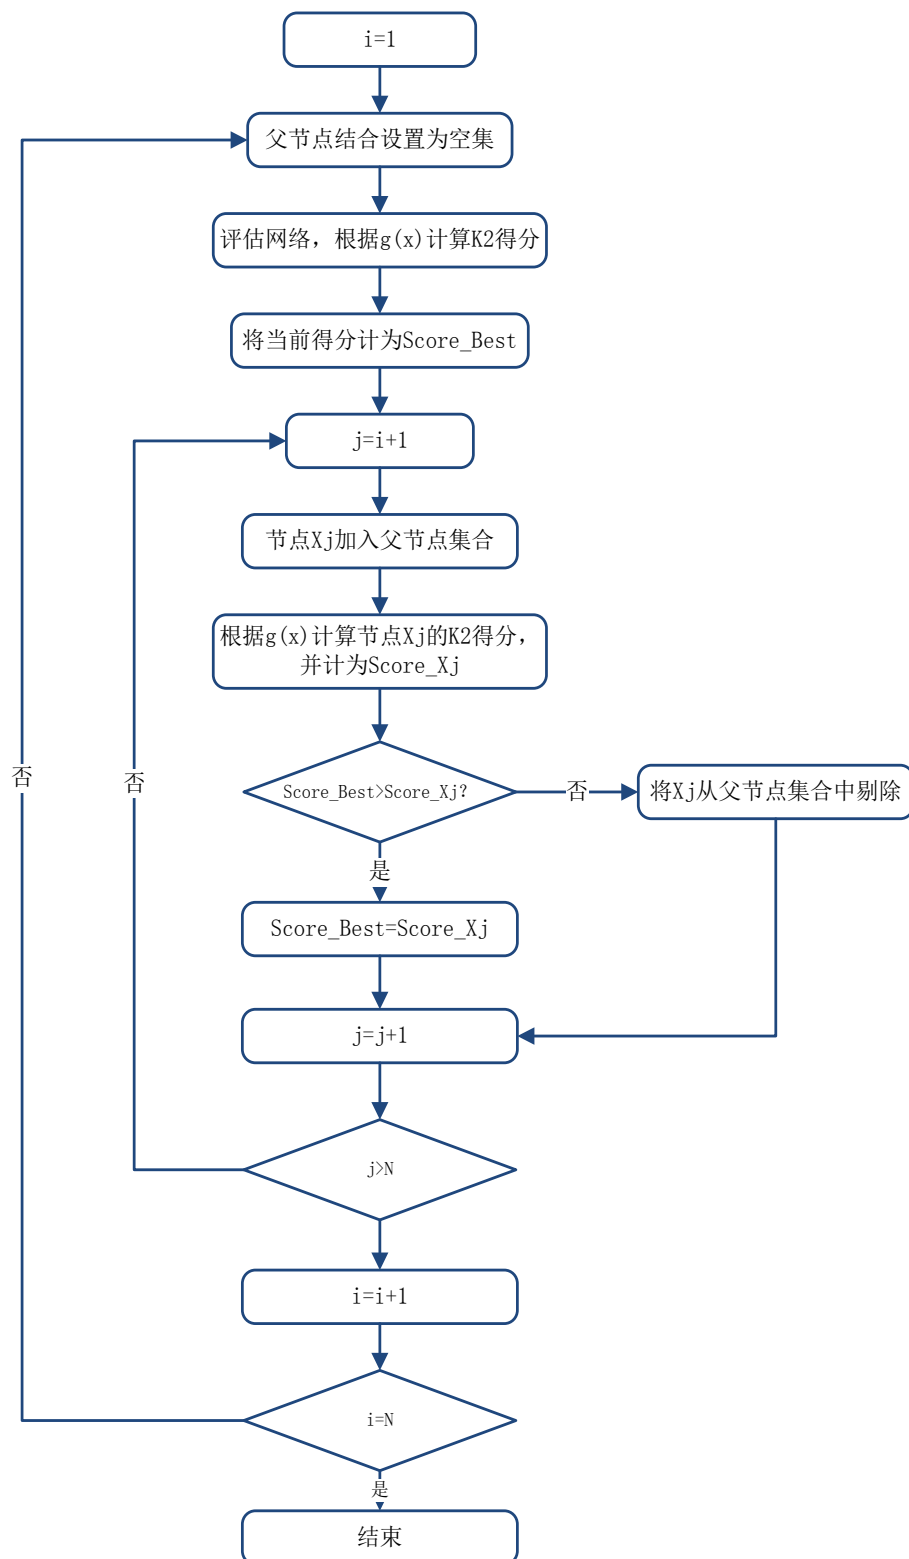 i=1
父节点结合设置为空集
评估网络，根据g(x)计算K2得分
将当前得分计为Score_Best
j=i+1
节点Xj加入父节点集合
根据g(x)计算节点Xj的K2得分，
并计为Score_Xj
否
否
Score_Best>Score_Xj?
否
将Xj从父节点集合中剔除
是
Score_Best=Score_Xj
j=j+1
j>N
i=i+1
i=N
是
结束